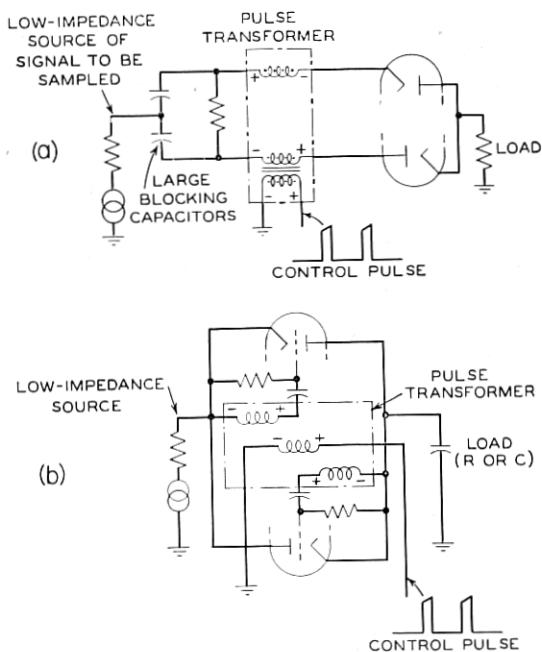 LOW-IMPEDANCE
SOURCE OF
SIGNAL TO BE
SAMPLED
PULSE
TRANSFORMER
+ -
(a)
- +
LOAD
LARGE
BLOCKING
CAPACITORS
- +
CONTROL PULSE
LOW-IMPEDANCE
SOURCE
PULSE
TRANSFORMER
- +
- +
LOAD
(R OR C)
(b)
+ -
CONTROL PULSE